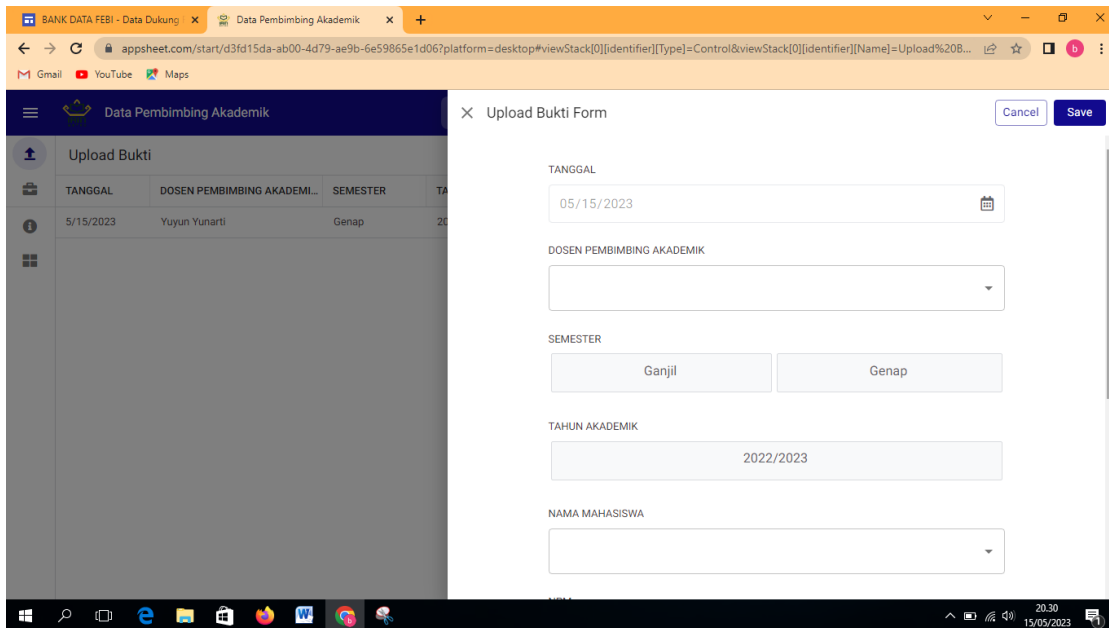 BANK DATA FEBI - Data Dukung
Data Pembimbing Akademik
appsheet.com/start/d3fd15da-ab00-4d79-ae9b-6e59865e1d06?platform=desktop#viewStack[0][identifier][Type]=Control&viewStack[0][identifier][Name]=Upload%20B...
b
Gmail YouTube Maps
Data Pembimbing Akademik
Upload Bukti Form
Cancel Save
Upload Bukti
TANGGAL DOSEN PEMBIMBING AKADEMI... SEMESTER TA
5/15/2023 Yuyun Yunarti Genap 20
TANGGAL
05/15/2023
DOSEN PEMBIMBING AKADEMIK
SEMESTER
Ganjil Genap
TAHUN AKADEMIK
2022/2023
NAMA MAHASISWA
20.30
15/05/2023